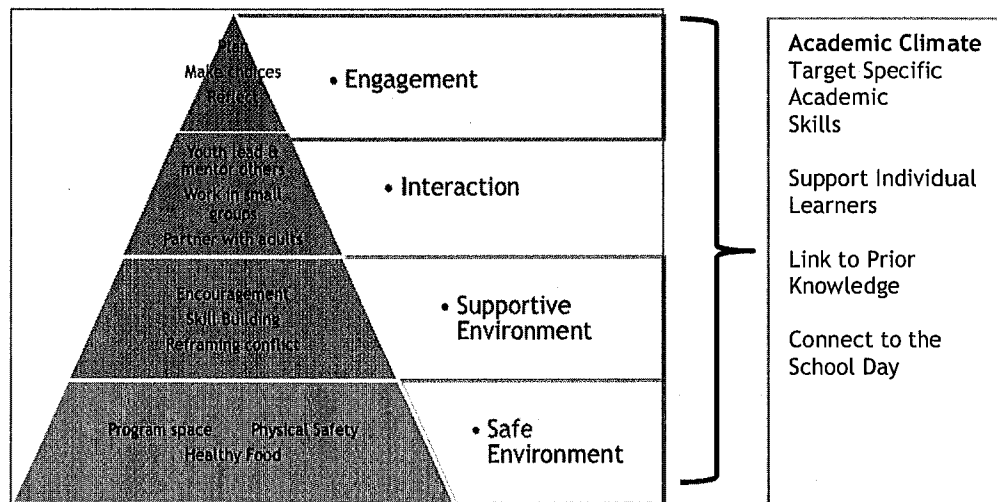 Plan
Make choices
Reflect
• Engagement
Youth lead &
mentor others
Work in small
groups
Partner with adults
• Interaction
Encouragement
Skill Building
Reframing conflict
• Supportive
Environment
Program space Physical Safety
Healthy Food
• Safe
Environment
Academic Climate
Target Specific
Academic
Skills
Support Individual
Learners
Link to Prior
Knowledge
Connect to the
School Day